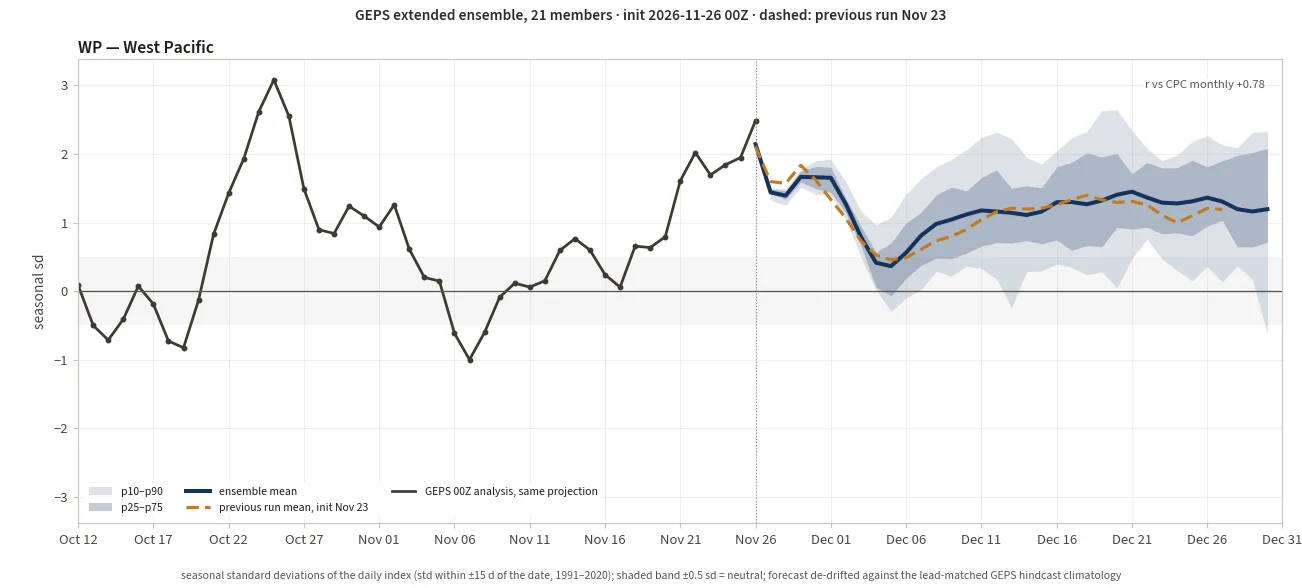 GEPS extended ensemble, 21 members · init 2026-11-26 00Z · dashed: previous run Nov 23
WP — West Pacific
r vs CPC monthly +0.78
seasonal sd
3
2
1
0
−1
−2
−3
p10–p90
p25–p75
ensemble mean
previous run mean, init Nov 23
GEPS 00Z analysis, same projection
Oct 12 Oct 17 Oct 22 Oct 27 Nov 01 Nov 06 Nov 11 Nov 16 Nov 21 Nov 26 Dec 01 Dec 06 Dec 11 Dec 16 Dec 21 Dec 26 Dec 31
seasonal standard deviations of the daily index (std within ±15 d of the date, 1991–2020); shaded band ±0.5 sd = neutral; forecast de-drifted against the lead-matched GEPS hindcast climatology